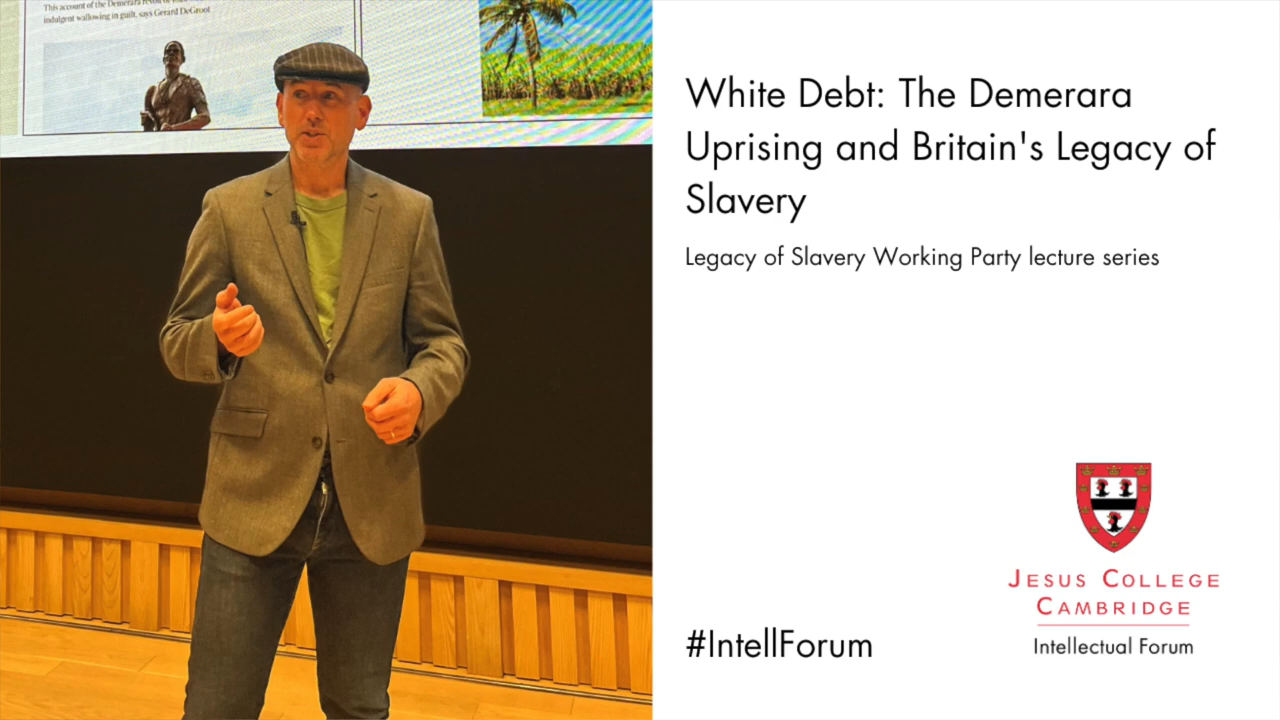 This account of the Demerara revolt of
indulgent wallowing in guilt, says Gerard DeGroot
White Debt: The Demerara
Uprising and Britain's Legacy of
Slavery
Legacy of Slavery Working Party lecture series
#IntellForum
JESUS COLLEGE
CAMBRIDGE
Intellectual Forum